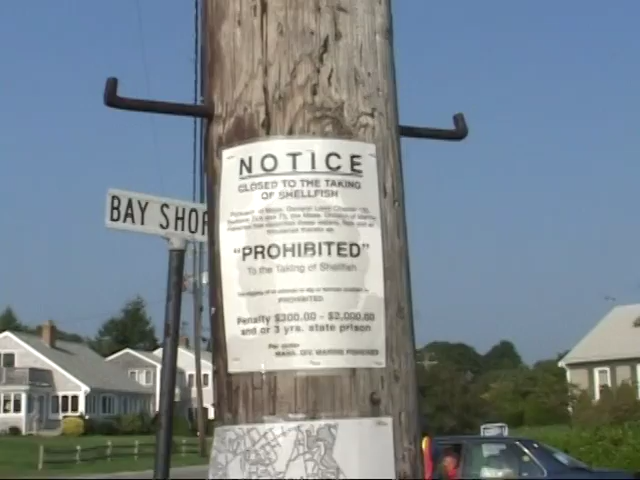 BAY SHOR
NOTICE
CLOSED TO THE TAKING
OF SHELLFISH
"PROHIBITED"
To the Taking of Shellfish
PROHIBITED
Penalty $300.00 - $2,000.00
and or 3 yrs. state prison
Per order
MASS. DIV. MARINE FISHERIES